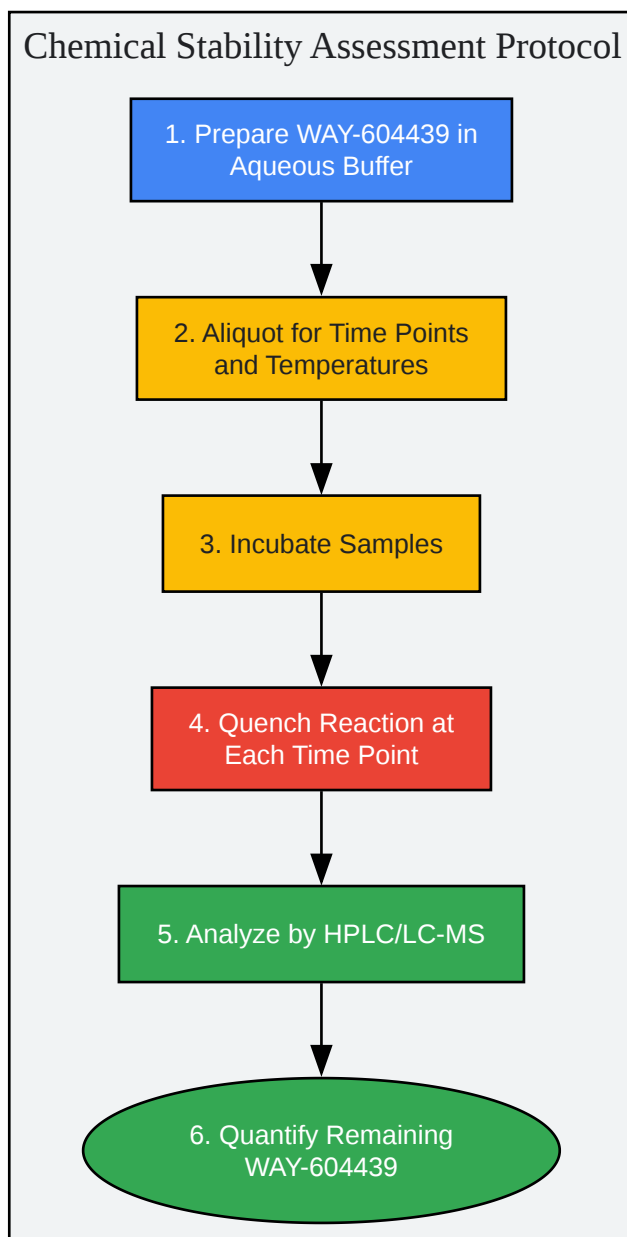 Chemical Stability Assessment Protocol
1. Prepare WAY-604439 in
Aqueous Buffer
2. Aliquot for Time Points
and Temperatures
3. Incubate Samples
4. Quench Reaction at
Each Time Point
5. Analyze by HPLC/LC-MS
6. Quantify Remaining
WAY-604439